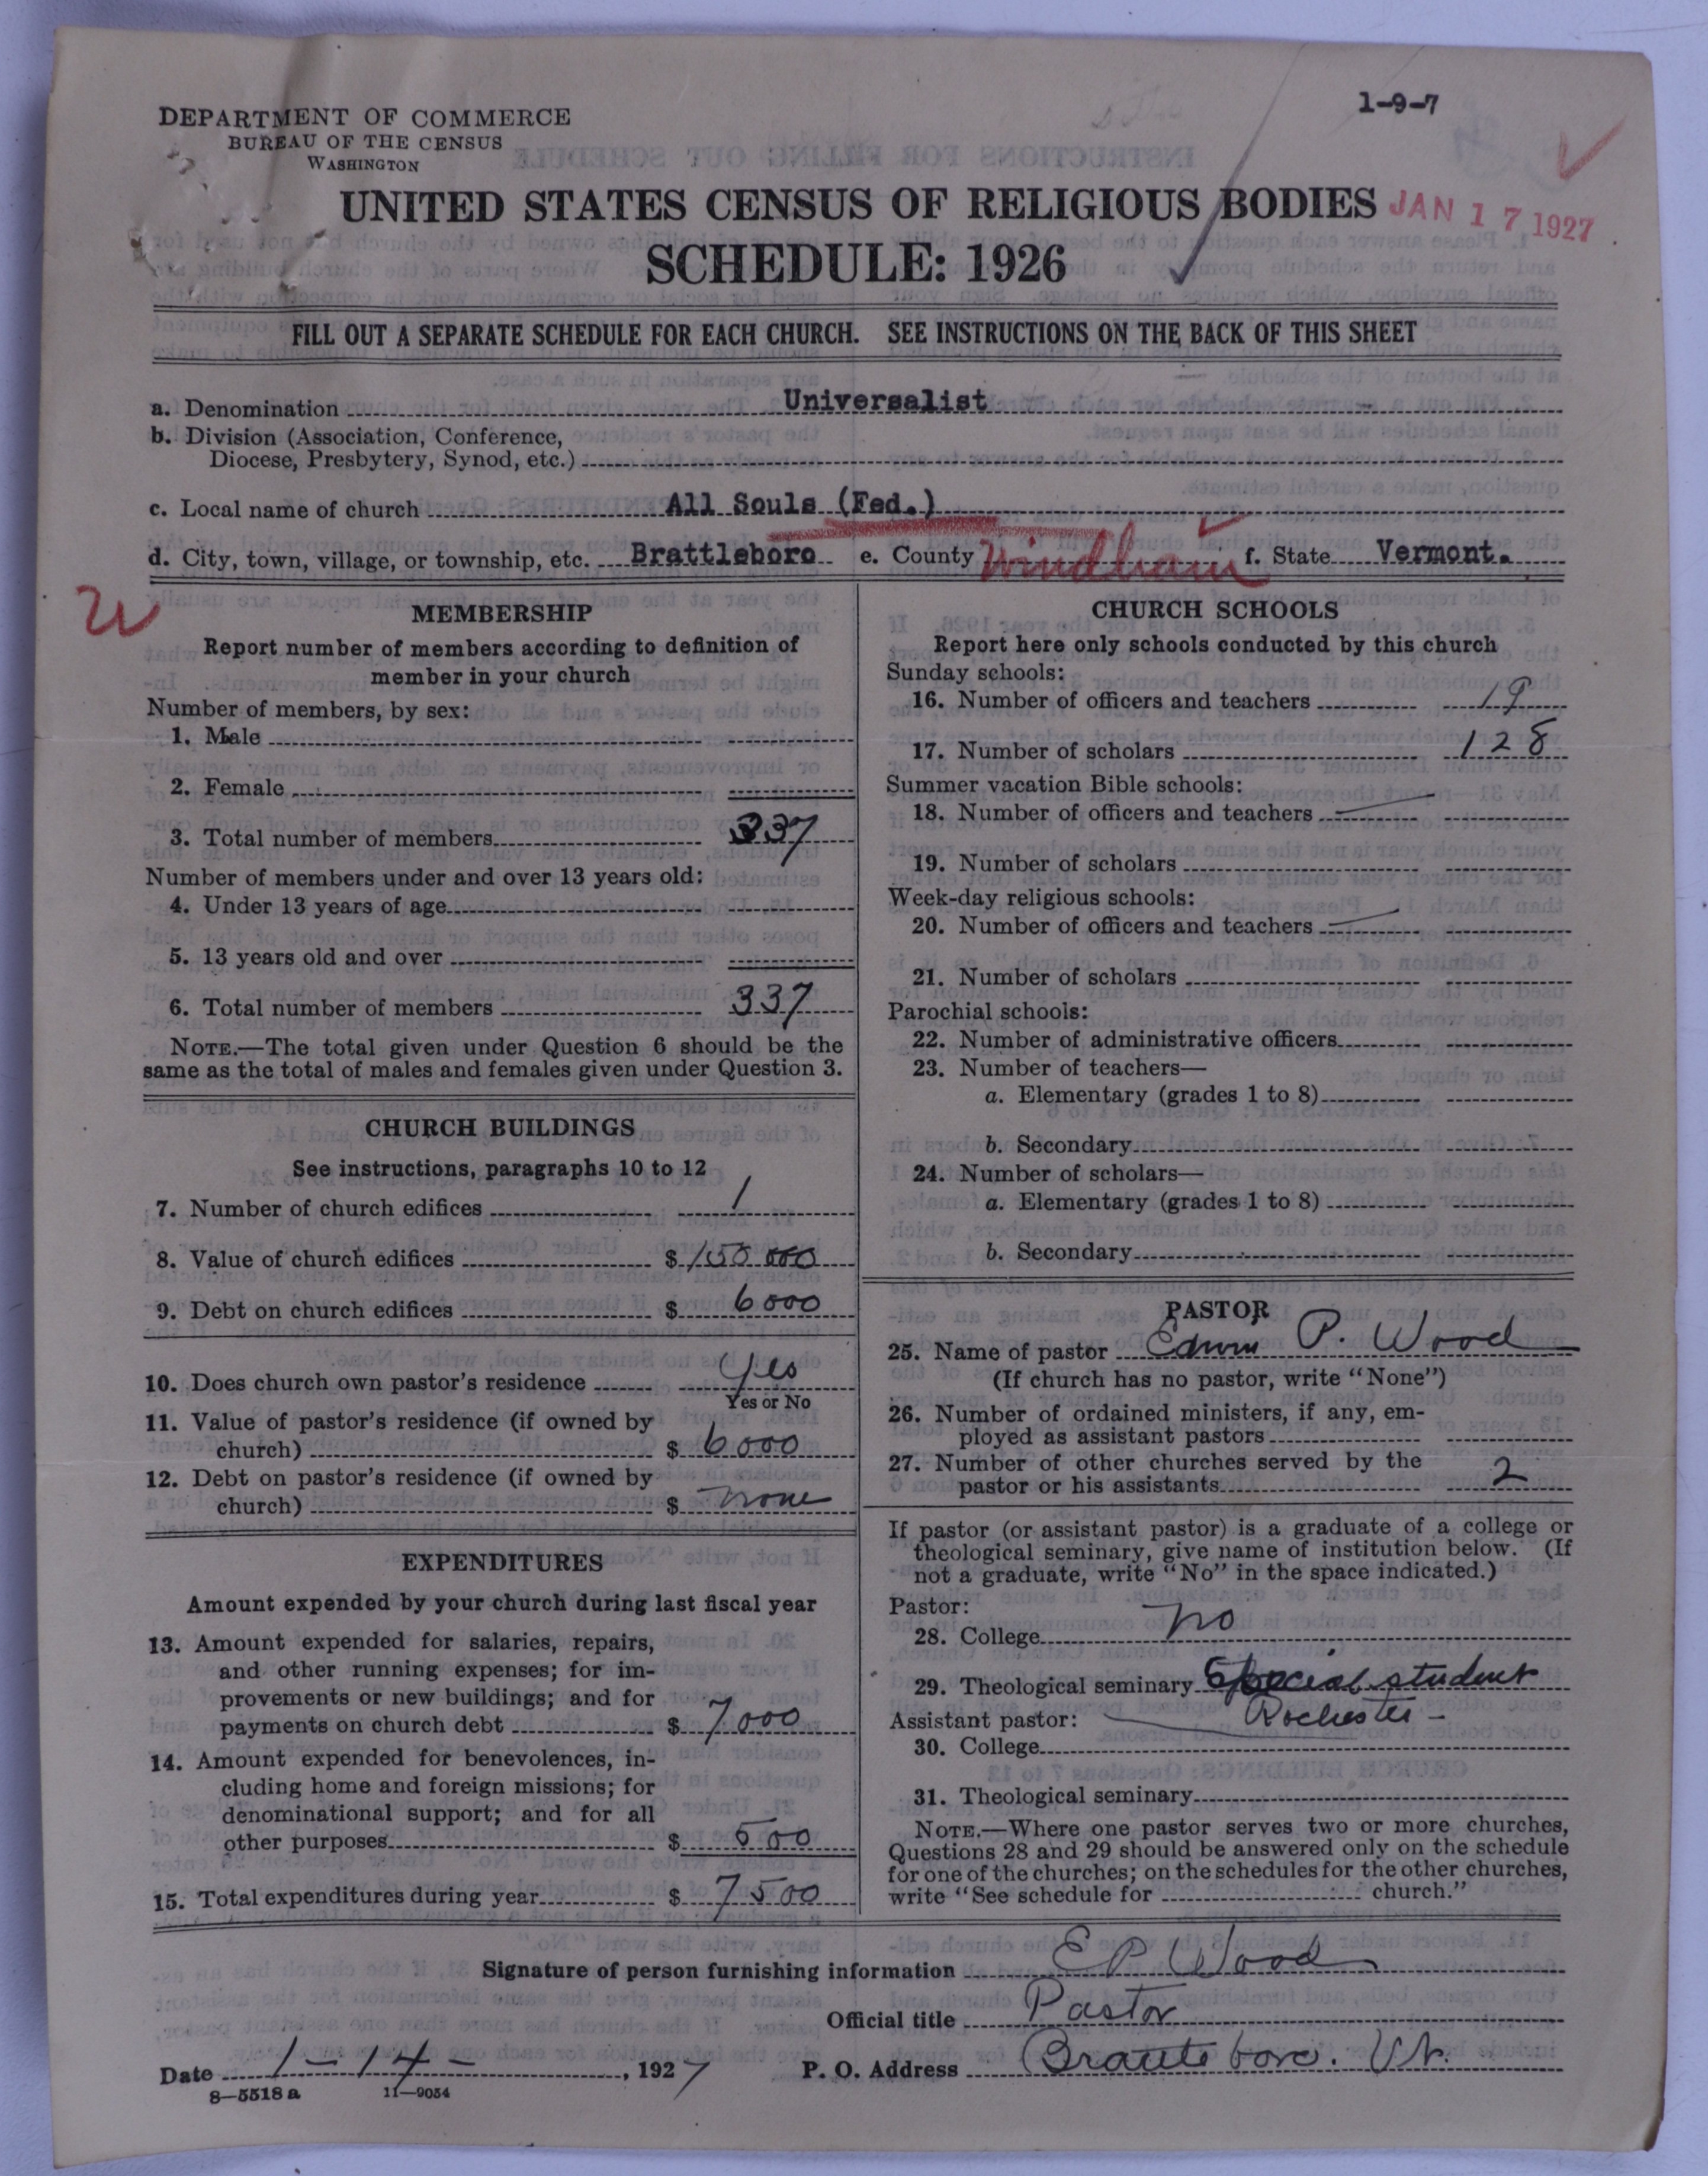 1-9-7
DEPARTMENT OF COMMERCE
BUREAU OF THE CENSUS
WASHINGTON
UNITED STATES CENSUS OF RELIGIOUS BODIES
JAN 17 1927
SCHEDULE: 1926
FILL OUT A SEPARATE SCHEDULE FOR EACH CHURCH. SEE INSTRUCTIONS ON THE BACK OF THIS SHEET
a. Denomination Universalist
b. Division (Association, Conference,
Diocese, Presbytery, Synod, etc.)
c. Local name of church All Souls (Fed.)
d. City, town, village, or township, etc. Brattleboro e. County Windham f. State Vermont.
W
MEMBERSHIP
Report number of members according to definition of
member in your church
Number of members, by sex:
1. Male
2. Female
3. Total number of members 337
Number of members under and over 13 years old:
4. Under 13 years of age
5. 13 years old and over
6. Total number of members 337
NOTE.—The total given under Question 6 should be the
same as the total of males and females given under Question 3.
CHURCH BUILDINGS
See instructions, paragraphs 10 to 12
7. Number of church edifices 1
8. Value of church edifices $ 150 000
9. Debt on church edifices $ 6000
10. Does church own pastor's residence Yes
Yes or No
11. Value of pastor's residence (if owned by
church) $ 6000
12. Debt on pastor's residence (if owned by
church) $ none
EXPENDITURES
Amount expended by your church during last fiscal year
13. Amount expended for salaries, repairs,
and other running expenses; for im-
provements or new buildings; and for
payments on church debt $ 7000
14. Amount expended for benevolences, in-
cluding home and foreign missions; for
denominational support; and for all
other purposes $ 500
15. Total expenditures during year $ 7500
CHURCH SCHOOLS
Report here only schools conducted by this church
Sunday schools:
16. Number of officers and teachers 19
17. Number of scholars 128
Summer vacation Bible schools:
18. Number of officers and teachers
19. Number of scholars
Week-day religious schools:
20. Number of officers and teachers
21. Number of scholars
Parochial schools:
22. Number of administrative officers
23. Number of teachers—
a. Elementary (grades 1 to 8)
b. Secondary
24. Number of scholars—
a. Elementary (grades 1 to 8)
b. Secondary
PASTOR
25. Name of pastor Edwin P. Wood
(If church has no pastor, write "None")
26. Number of ordained ministers, if any, em-
ployed as assistant pastors
27. Number of other churches served by the
pastor or his assistants 2
If pastor (or assistant pastor) is a graduate of a college or
theological seminary, give name of institution below. (If
not a graduate, write "No" in the space indicated.)
Pastor:
28. College no
29. Theological seminary Special student
Rochester -
Assistant pastor:
30. College
31. Theological seminary
NOTE.—Where one pastor serves two or more churches,
Questions 28 and 29 should be answered only on the schedule
for one of the churches; on the schedules for the other churches,
write "See schedule for church."
Signature of person furnishing information E P Wood
Official title Pastor
Date 1-14-, 1927 P. O. Address Brattleboro. Vt.
8-5518 a 11-9054